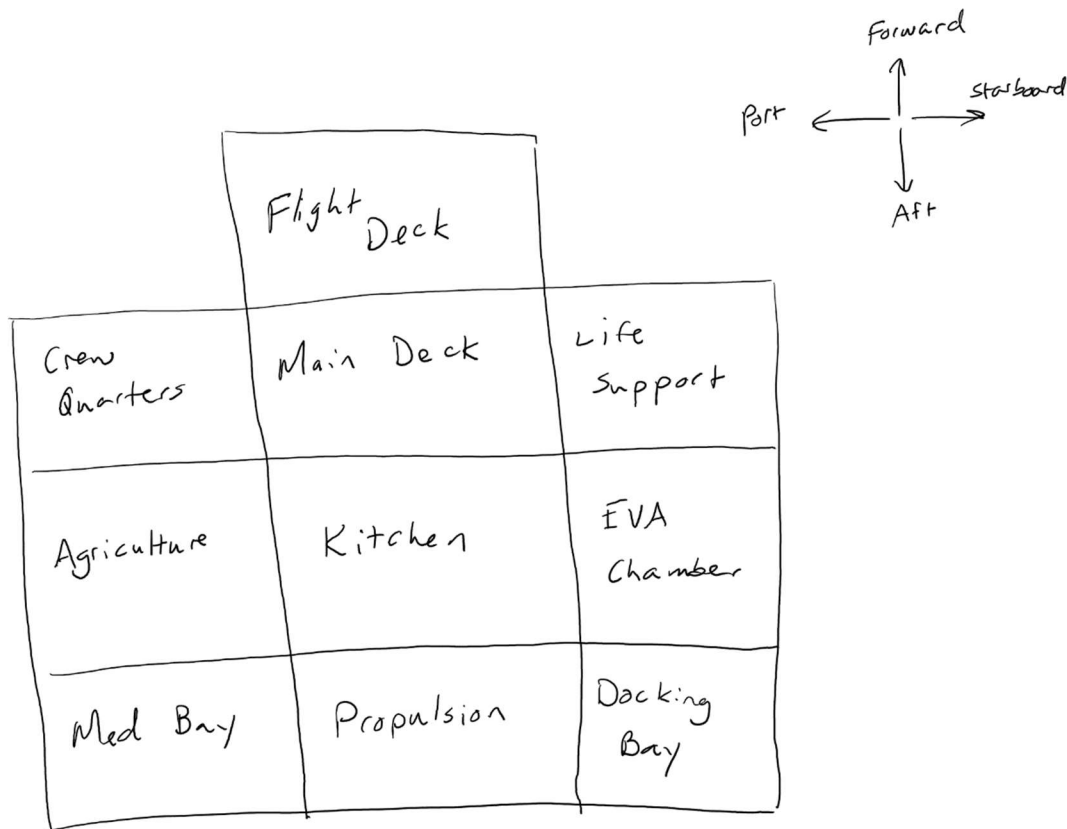 Forward
Starboard
Port
Aft
Flight
Deck
Crew
Quarters
Main Deck
Life
Support
Agriculture
Kitchen
EVA
Chamber
Med Bay
Propulsion
Docking
Bay